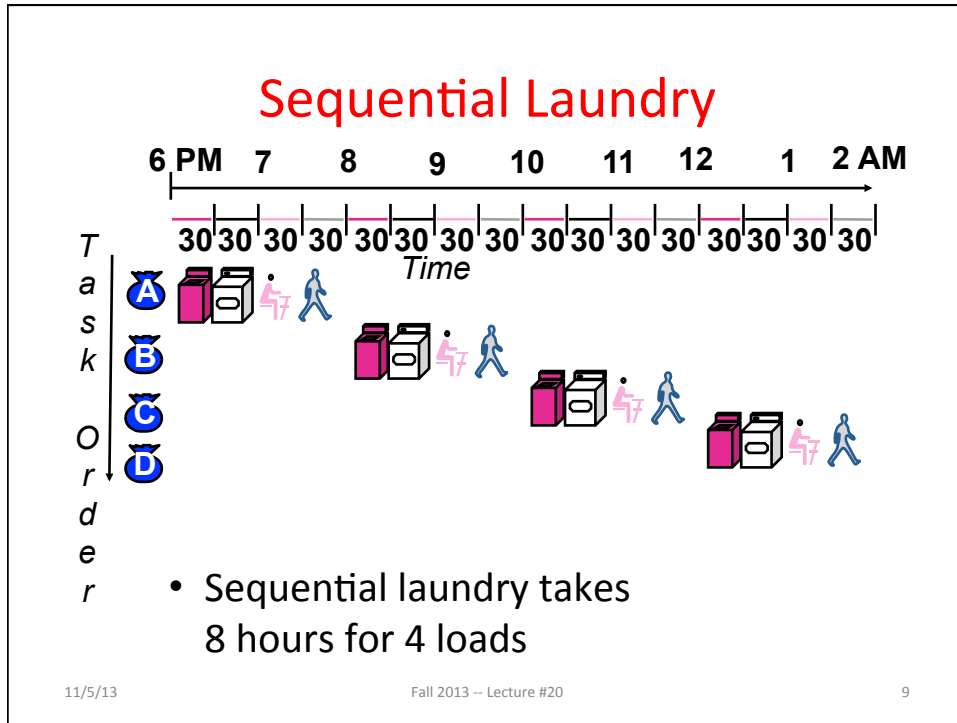 Sequential Laundry
6 PM 7 8 9 10 11 12 1 2 AM
30 30 30 30 30 30 30 30 30 30 30 30 30 30 30 30
Time
Task Order
A
B
C
D
• Sequential laundry takes
8 hours for 4 loads
11/5/13 Fall 2013 -- Lecture #20 9